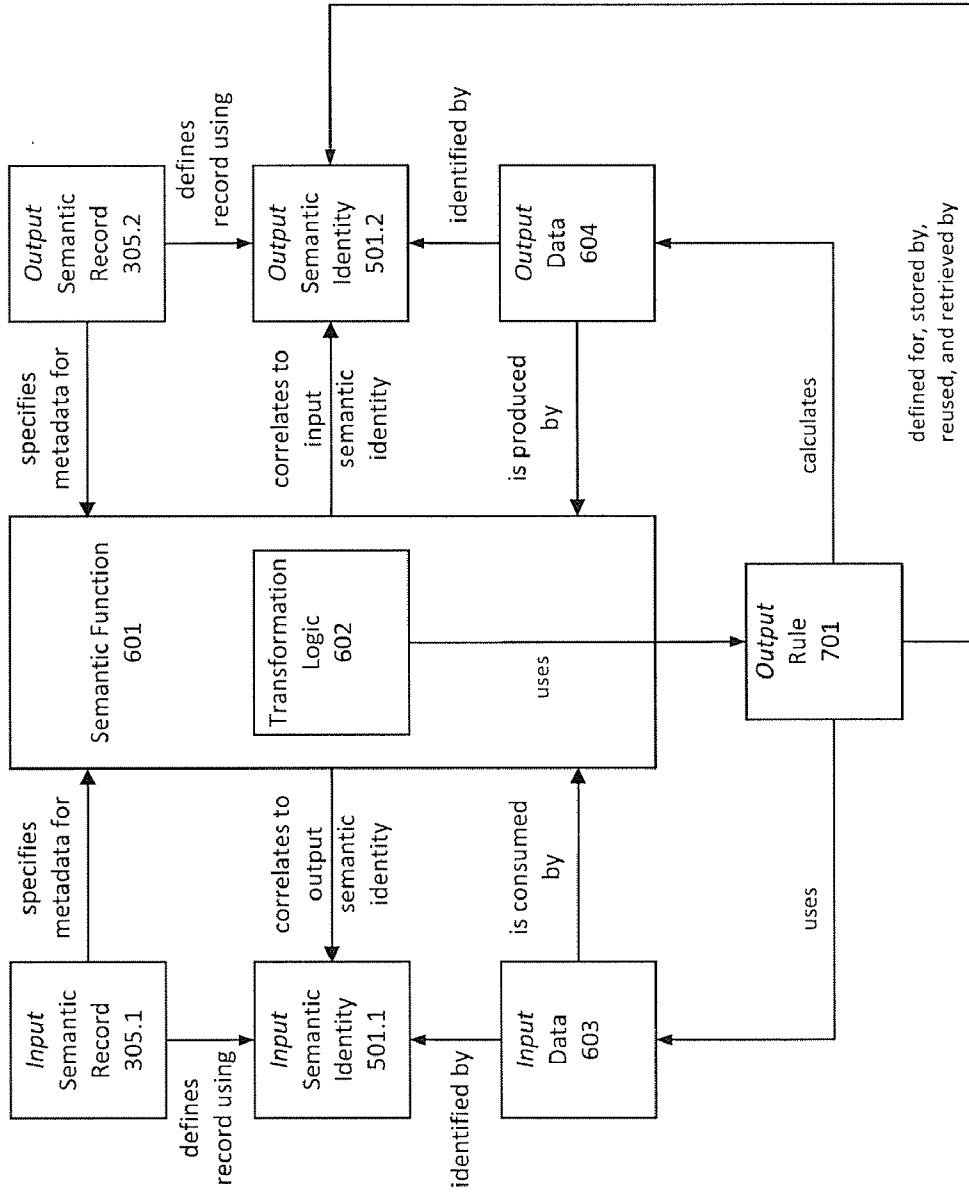 Input
Semantic
Record
305.1
specifies
metadata for
Semantic Function
601
specifies
metadata for
Output
Semantic
Record
305.2
defines
record using
defines
record using
Input
Semantic
Identity
501.1
correlates to
output
semantic
identity
Transformation
Logic
602
correlates to
input
semantic
identity
Output
Semantic
Identity
501.2
identified by
identified by
Input
Data
603
is consumed
by
uses
is produced
by
Output
Data
604
uses
Output
Rule
701
calculates
defined for, stored by,
reused, and retrieved by